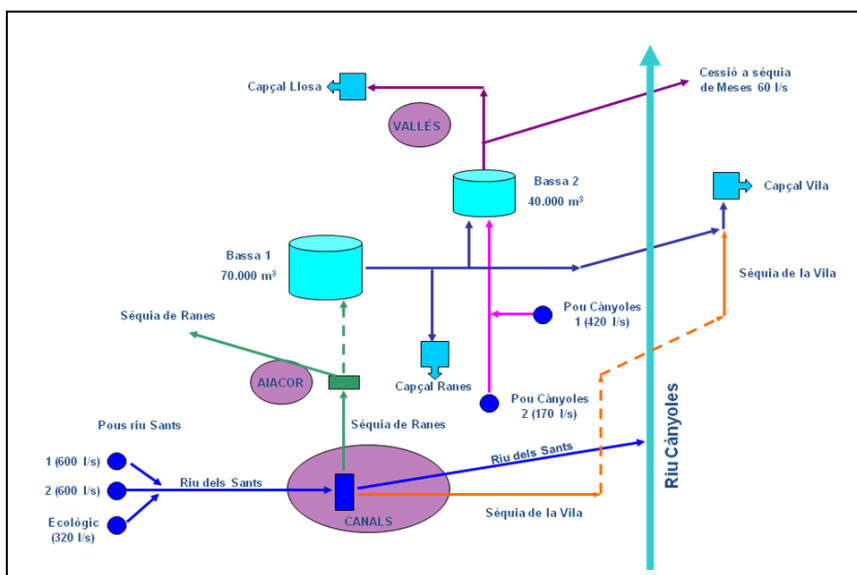 Capçal Llosa
Cessió a séquia
de Meses 60 l/s
VALLÉS
Bassa 2
40.000 m³
Capçal Vila
Bassa 1
70.000 m³
Séquia de la Vila
Séquia de Ranes
Pou Cànyoles
1 (420 l/s)
AIACOR
Capçal Ranes
Pou Cànyoles
2 (170 l/s)
Pous riu Sants
Séquia de Ranes
1 (600 l/s)
Riu dels Sants
Riu dels Sants
2 (600 l/s)
Ecológic
(320 l/s)
CANALS
Séquia de la Vila
Riu Cànyoles